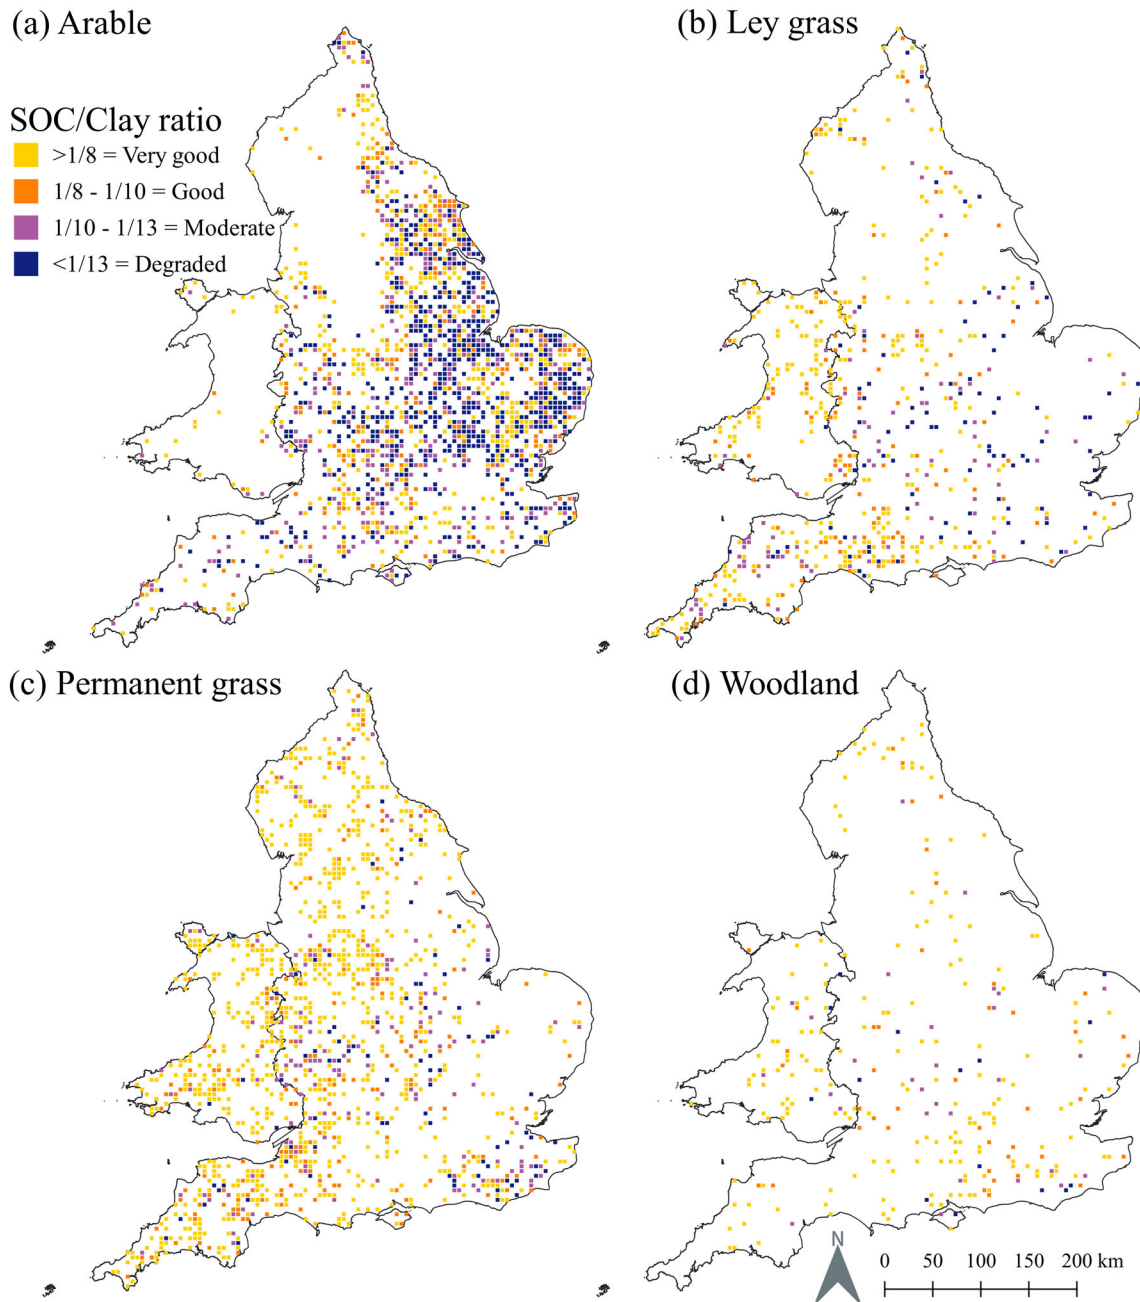 (a) Arable
(b) Ley grass
SOC/Clay ratio
>1/8 = Very good
1/8 - 1/10 = Good
1/10 - 1/13 = Moderate
<1/13 = Degraded
(c) Permanent grass
(d) Woodland
N
0 50 100 150 200 km